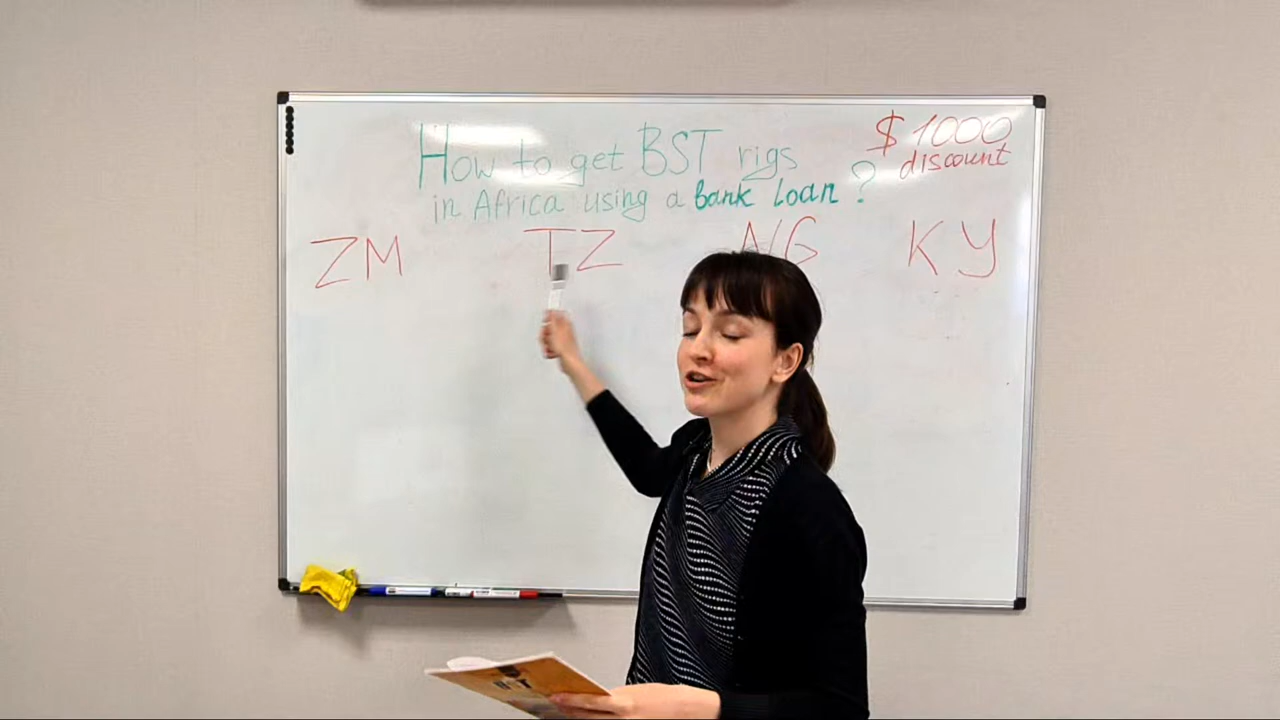 How to get BST rigs
in Africa using a bank loan ?
$ 1000
discount
ZM TZ NG KY